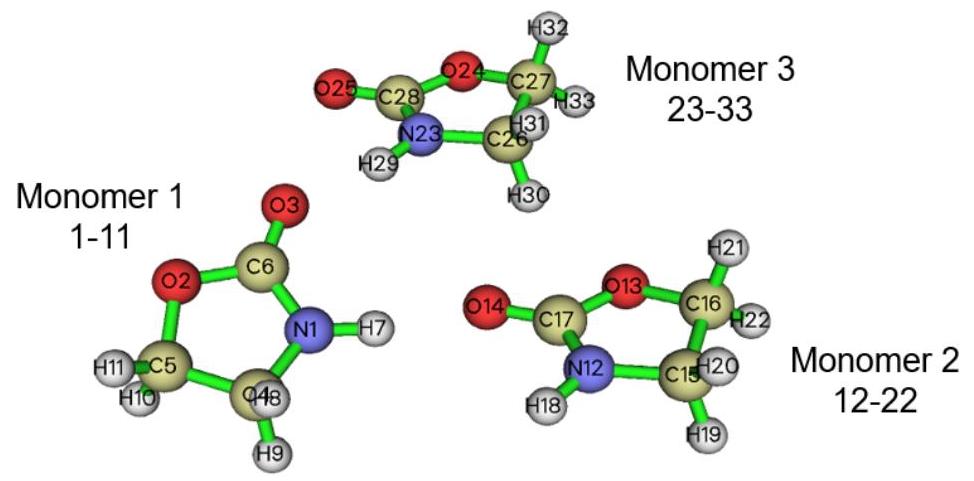 H32
O24
C27
O25
C28
H33
H31
N23
C26
H29
H30
Monomer 3
23-33
Monomer 1
1-11
O3
C6
O2
N1
H7
H11
C5
H10
H8
H9
H21
O13
O14
C16
C17
H22
N12
C15
H20
H18
H19
Monomer 2
12-22